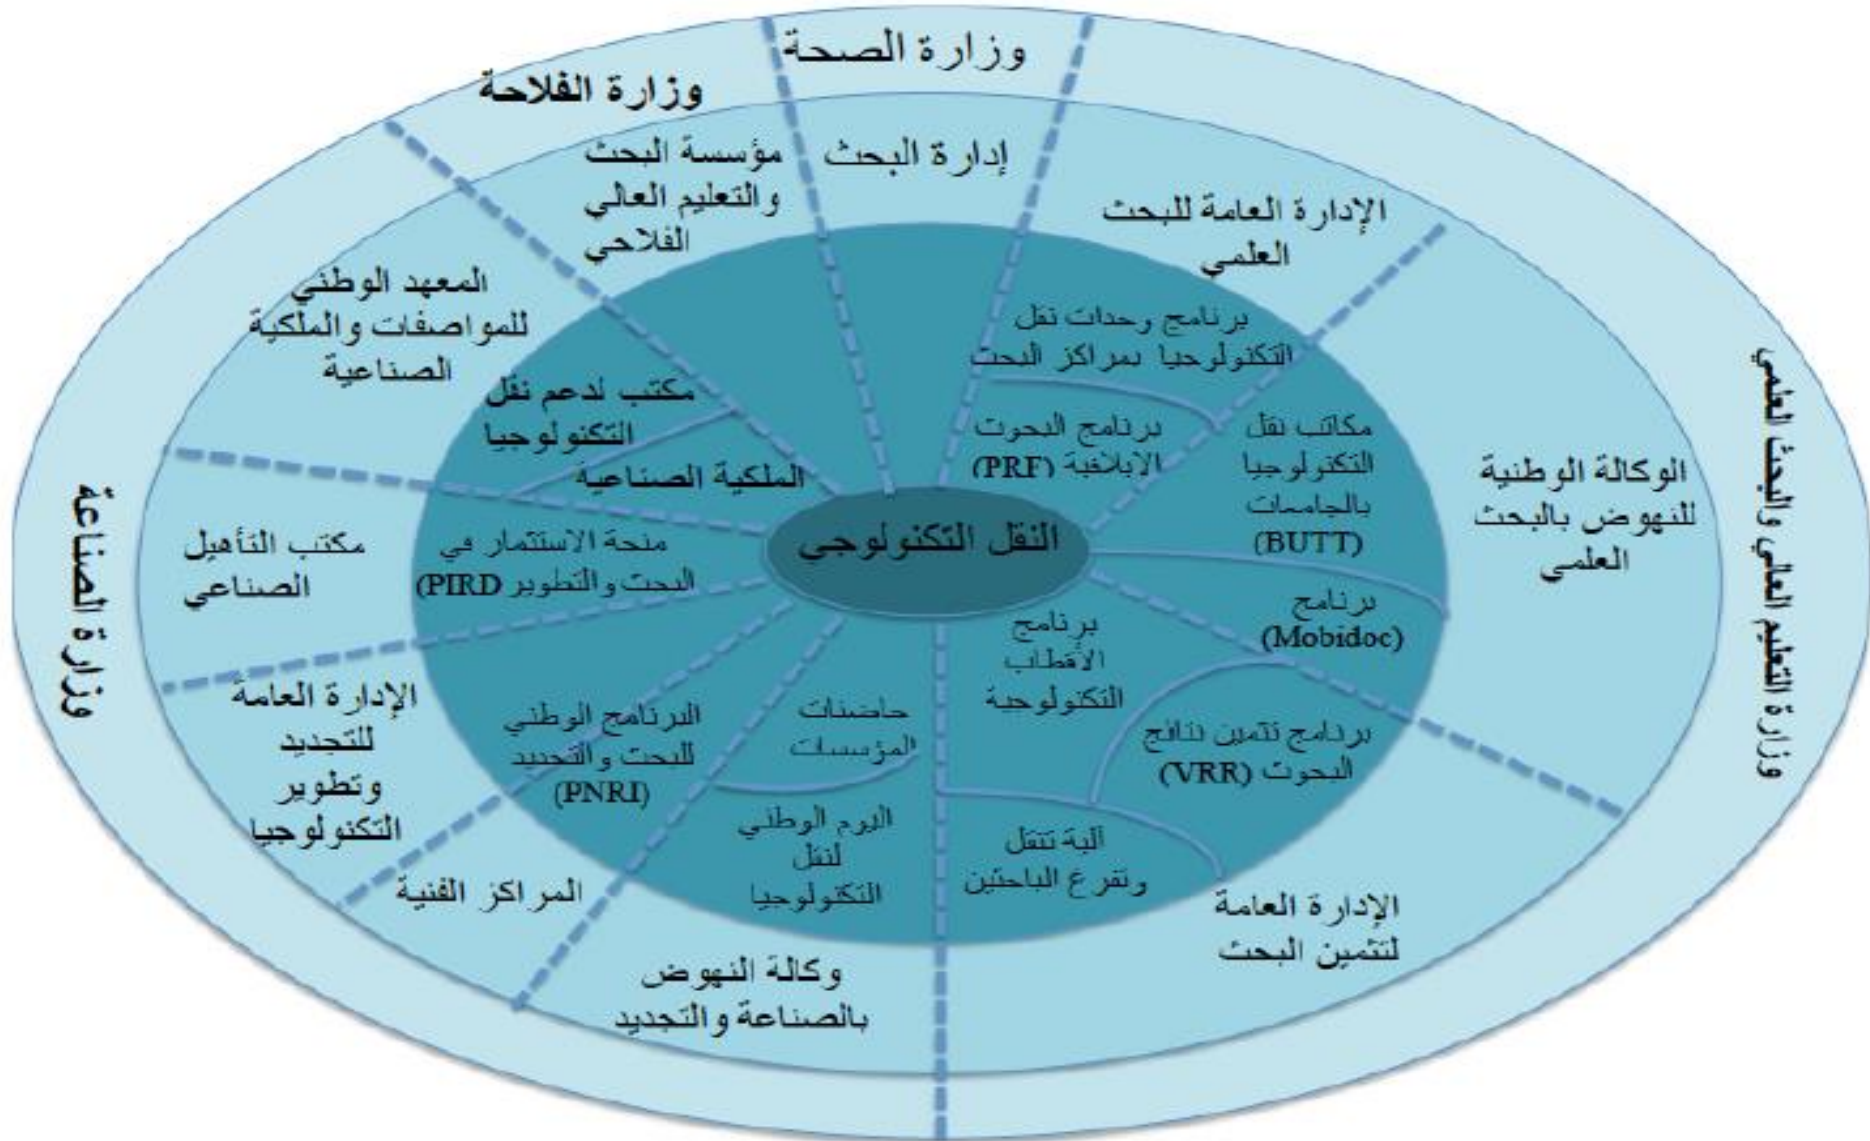 وزارة الصحة
وزارة الفلاحة
إدارة البحث
مؤسسة البحث
والتعليم العالي
الفلاحي
الإدارة العامة للبحث
العلمي
المعهد الوطني
للمواصفات والملكية
الصناعية
برنامج وحدات نقل
التكنولوجيا بمراكز البحث
مكتب لدعم نقل
التكنولوجيا
برنامج البحوث
الايلافية (PRF)
مكاتب نقل
التكنولوجيا
بالجامعات
(BUTT)
الملكية الصناعية
الوكالة الوطنية
للنهوض بالبحث
العلمي
وزارة التعليم العالي والبحث العلمي
وزارة الصناعة
النقل التكنولوجي
مكتب التأهيل
الصناعي
منحة الاستثمار في
البحث والتطوير PIRD)
برنامج
(Mobidoc)
برنامج
الأقطاب
التكنولوجية
الإدارة العامة
للتجديد
وتطوير
التكنولوجيا
البرنامج الوطني
للبحث والتجديد
(PNRI)
حاضنات
المؤسسات
برنامج تثمين نتائج
البحوث (VRR)
اليوم الوطني
لنقل
التكنولوجيا
آلية تنقل
وتفرغ الباحثين
المراكز الفنية
الإدارة العامة
لتثمين البحث
وكالة النهوض
بالصناعة والتجديد